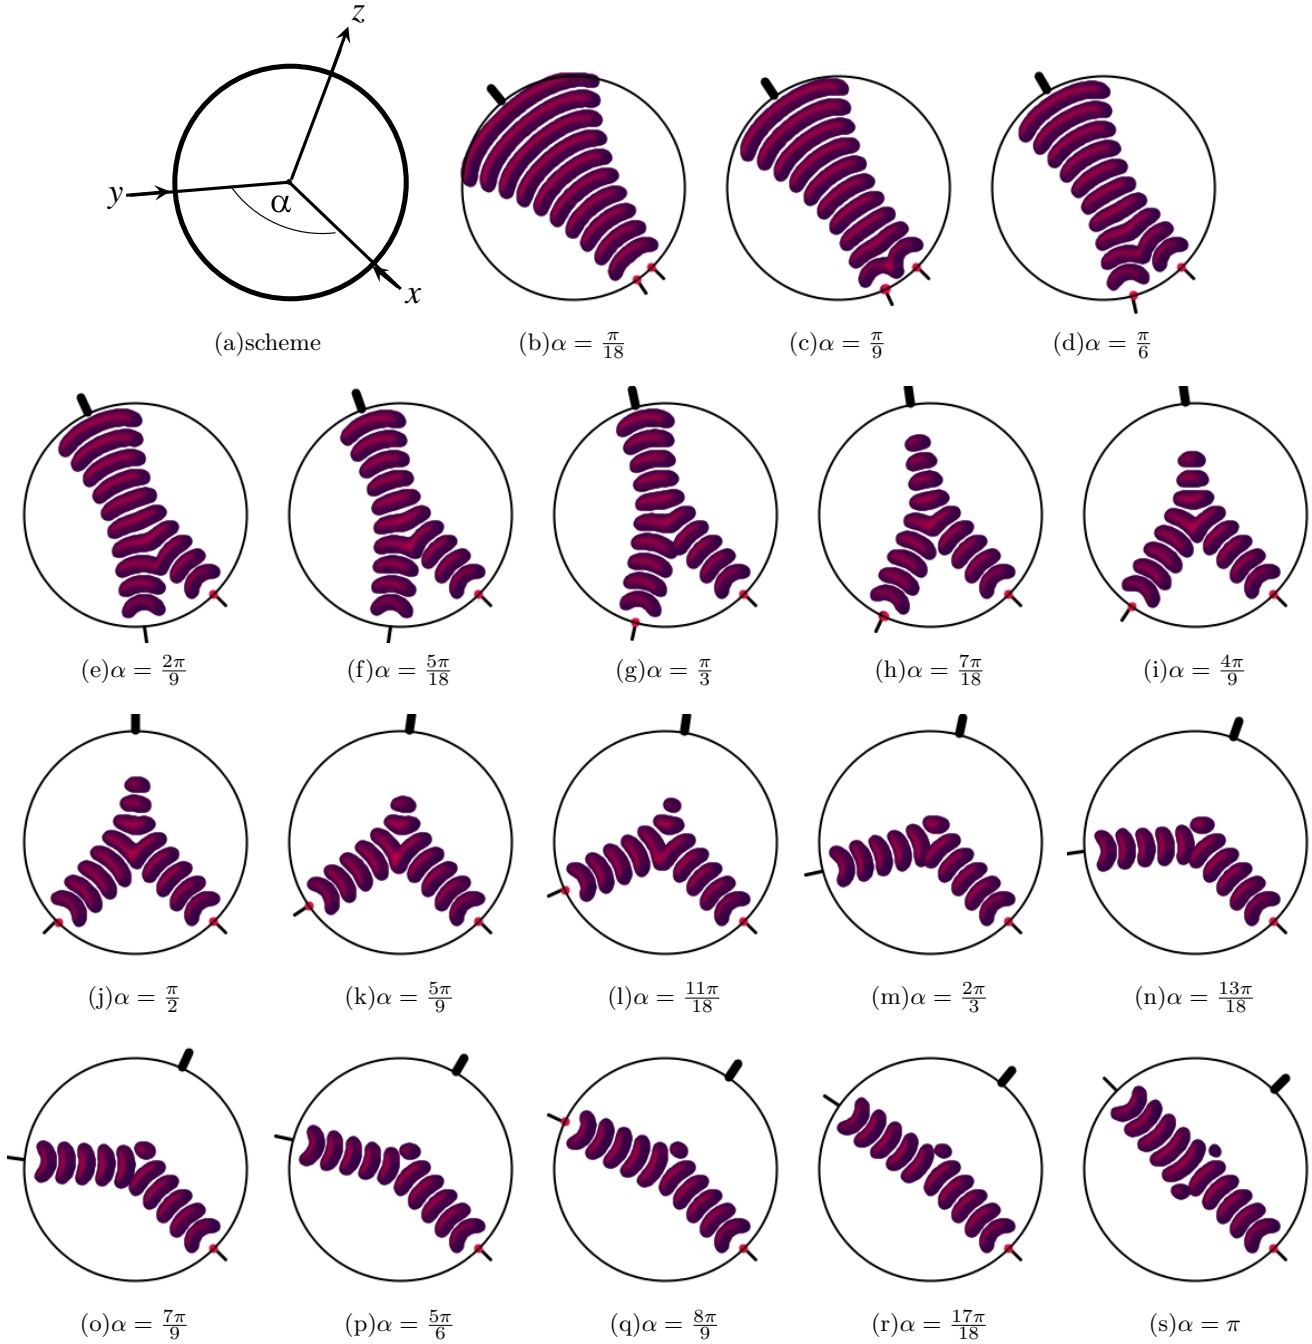 z
y
α
x
(a)scheme
(b)α = π/18
(c)α = π/9
(d)α = π/6
(e)α = 2π/9
(f)α = 5π/18
(g)α = π/3
(h)α = 7π/18
(i)α = 4π/9
(j)α = π/2
(k)α = 5π/9
(l)α = 11π/18
(m)α = 2π/3
(n)α = 13π/18
(o)α = 7π/9
(p)α = 5π/6
(q)α = 8π/9
(r)α = 17π/18
(s)α = π